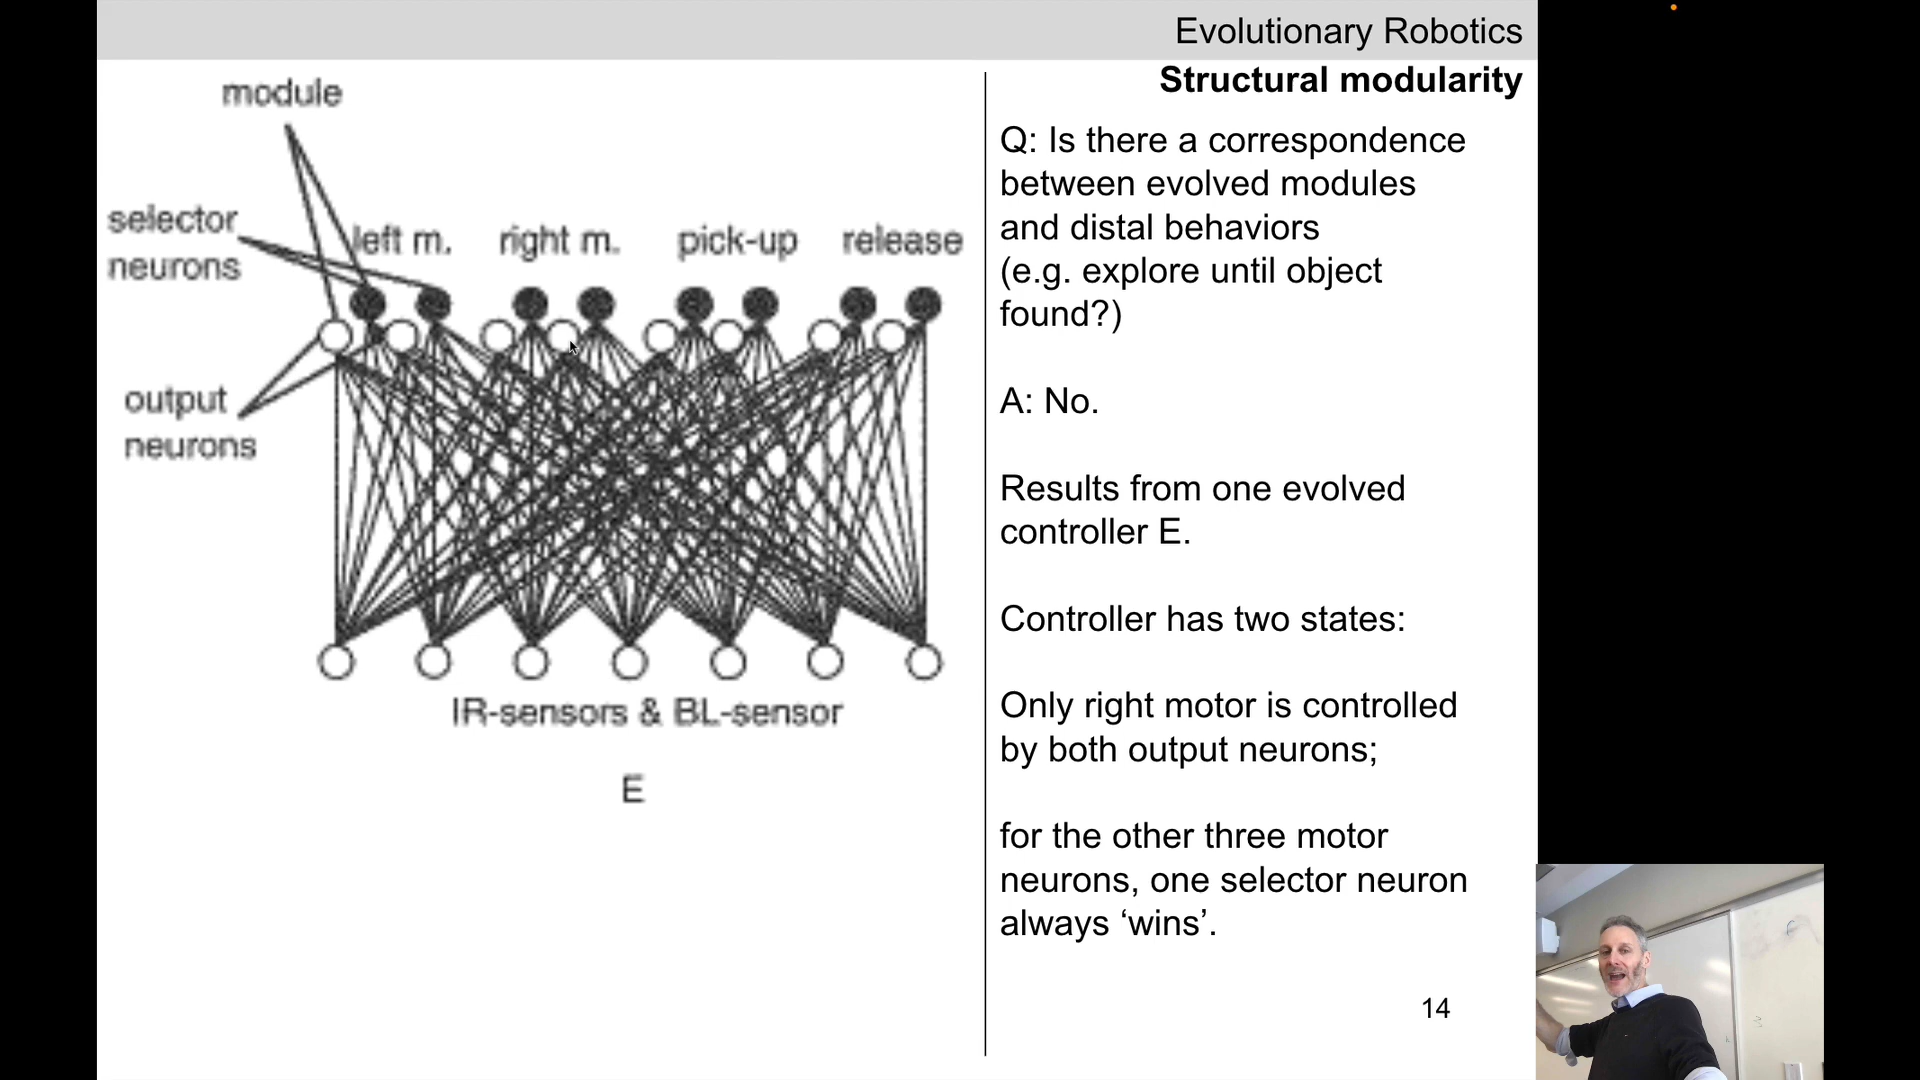 Evolutionary Robotics
Structural modularity
module
selector
neurons
left m. right m. pick-up release
output
neurons
IR-sensors & BL-sensor
E
Q: Is there a correspondence
between evolved modules
and distal behaviors
(e.g. explore until object
found?)
A: No.
Results from one evolved
controller E.
Controller has two states:
Only right motor is controlled
by both output neurons;
for the other three motor
neurons, one selector neuron
always ‘wins’.
14